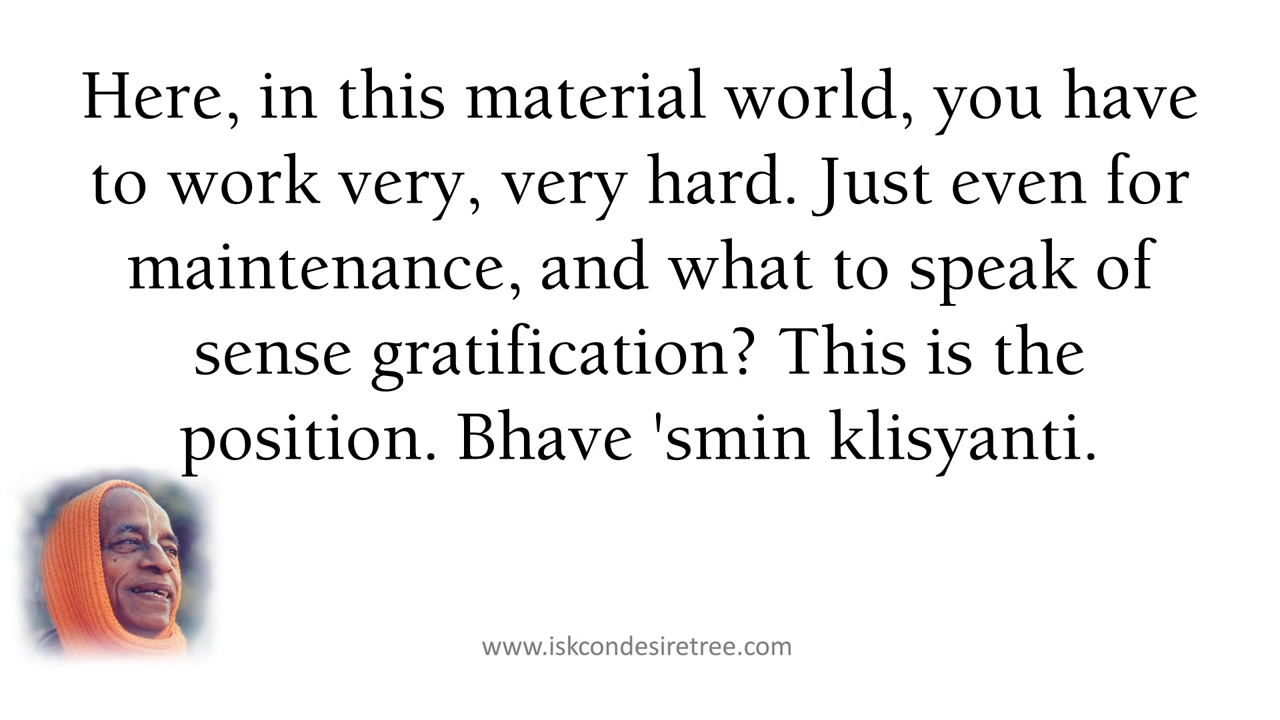 Here, in this material world, you have
to work very, very hard. Just even for
maintenance, and what to speak of
sense gratification? This is the
position. Bhave 'smin klisyanti.
www.iskcondesiretree.com